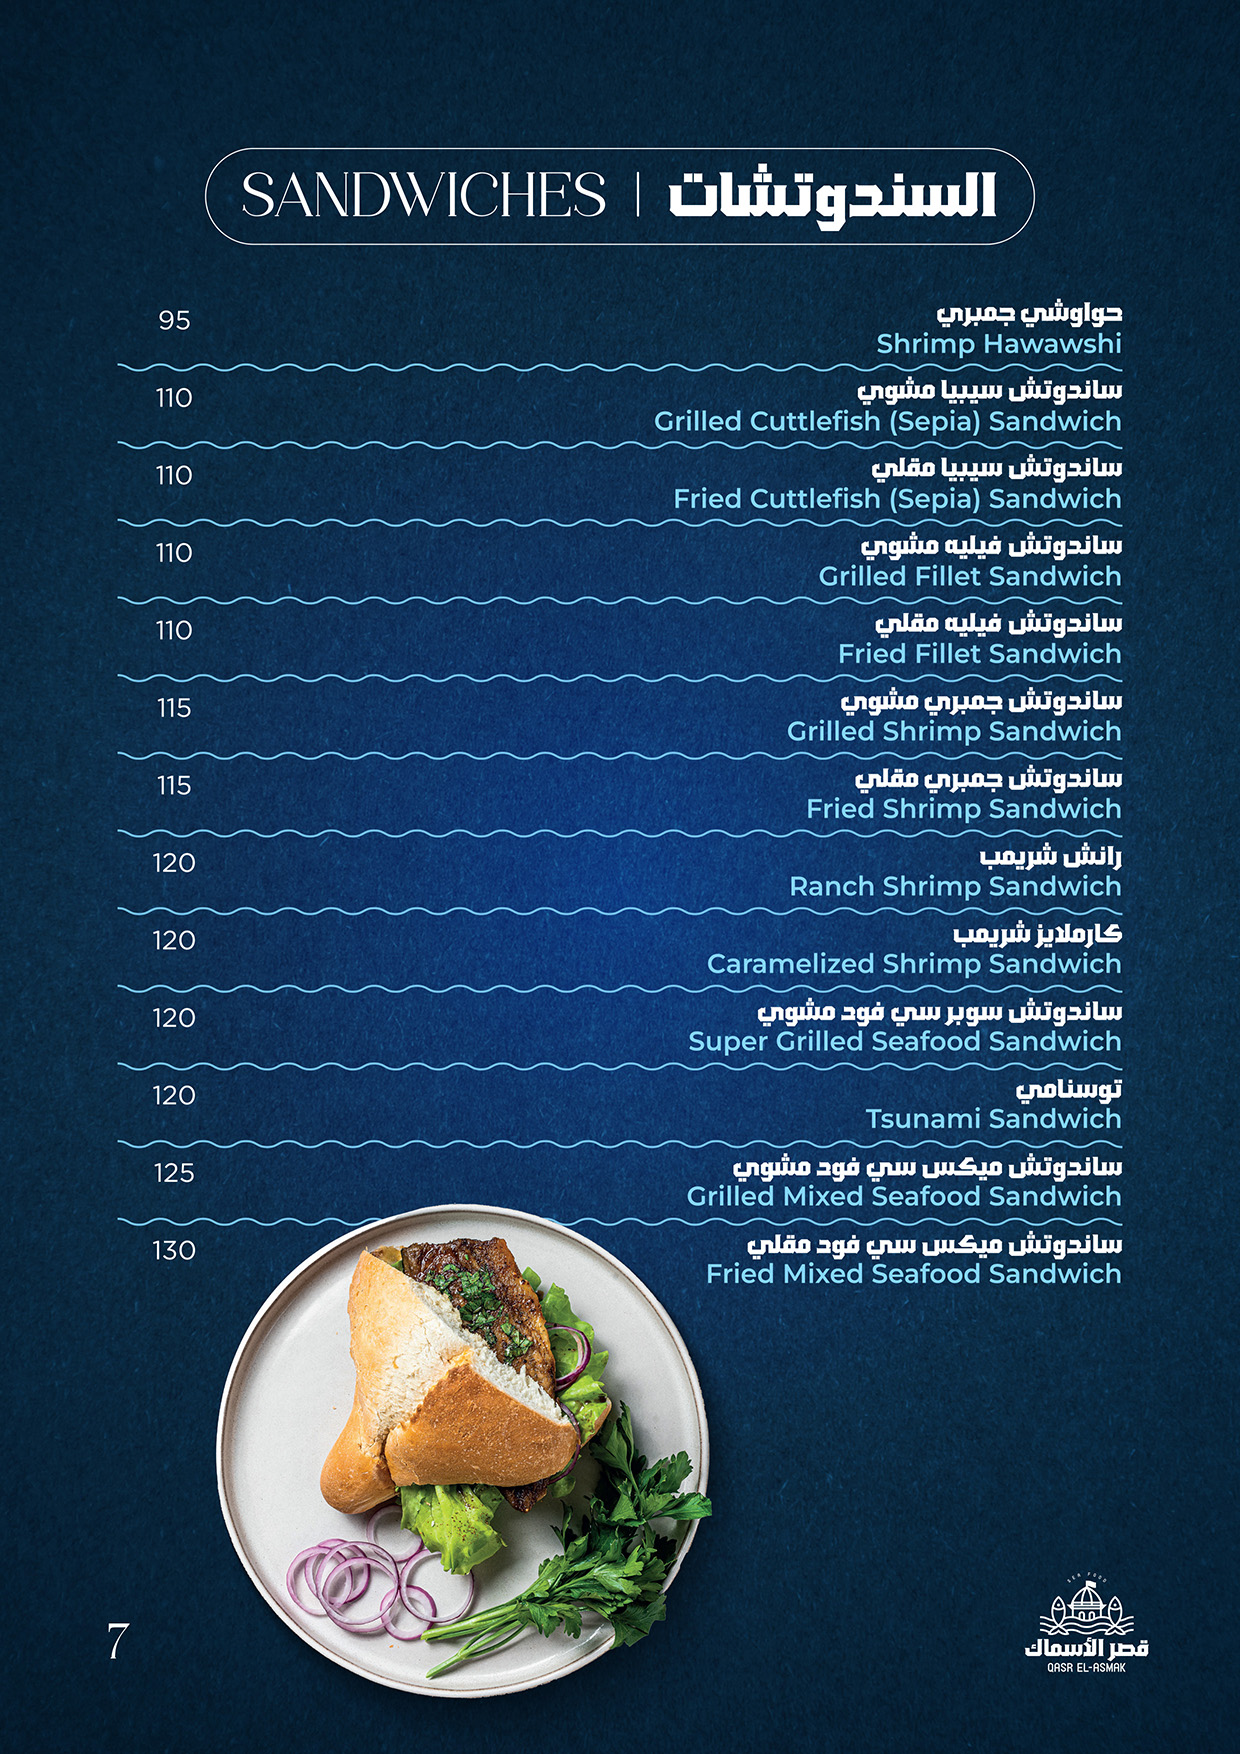 SANDWICHES | السندوتشات
حواوشي جمبري
95
Shrimp Hawawshi
ساندوتش سيبيا مشوي
110
Grilled Cuttlefish (Sepia) Sandwich
ساندوتش سيبيا مقلي
110
Fried Cuttlefish (Sepia) Sandwich
ساندوتش فيليه مشوي
110
Grilled Fillet Sandwich
ساندوتش فيليه مقلي
110
Fried Fillet Sandwich
ساندوتش جمبري مشوي
115
Grilled Shrimp Sandwich
ساندوتش جمبري مقلي
115
Fried Shrimp Sandwich
رانش شريمب
120
Ranch Shrimp Sandwich
كارملايز شريمب
120
Caramelized Shrimp Sandwich
ساندوتش سوبر سي فود مشوي
120
Super Grilled Seafood Sandwich
توسنامي
120
Tsunami Sandwich
ساندوتش ميكس سي فود مشوي
125
Grilled Mixed Seafood Sandwich
ساندوتش ميكس سي فود مقلي
130
Fried Mixed Seafood Sandwich
7
SEA FOOD
قصر الأسماك
QASR EL-ASMAK